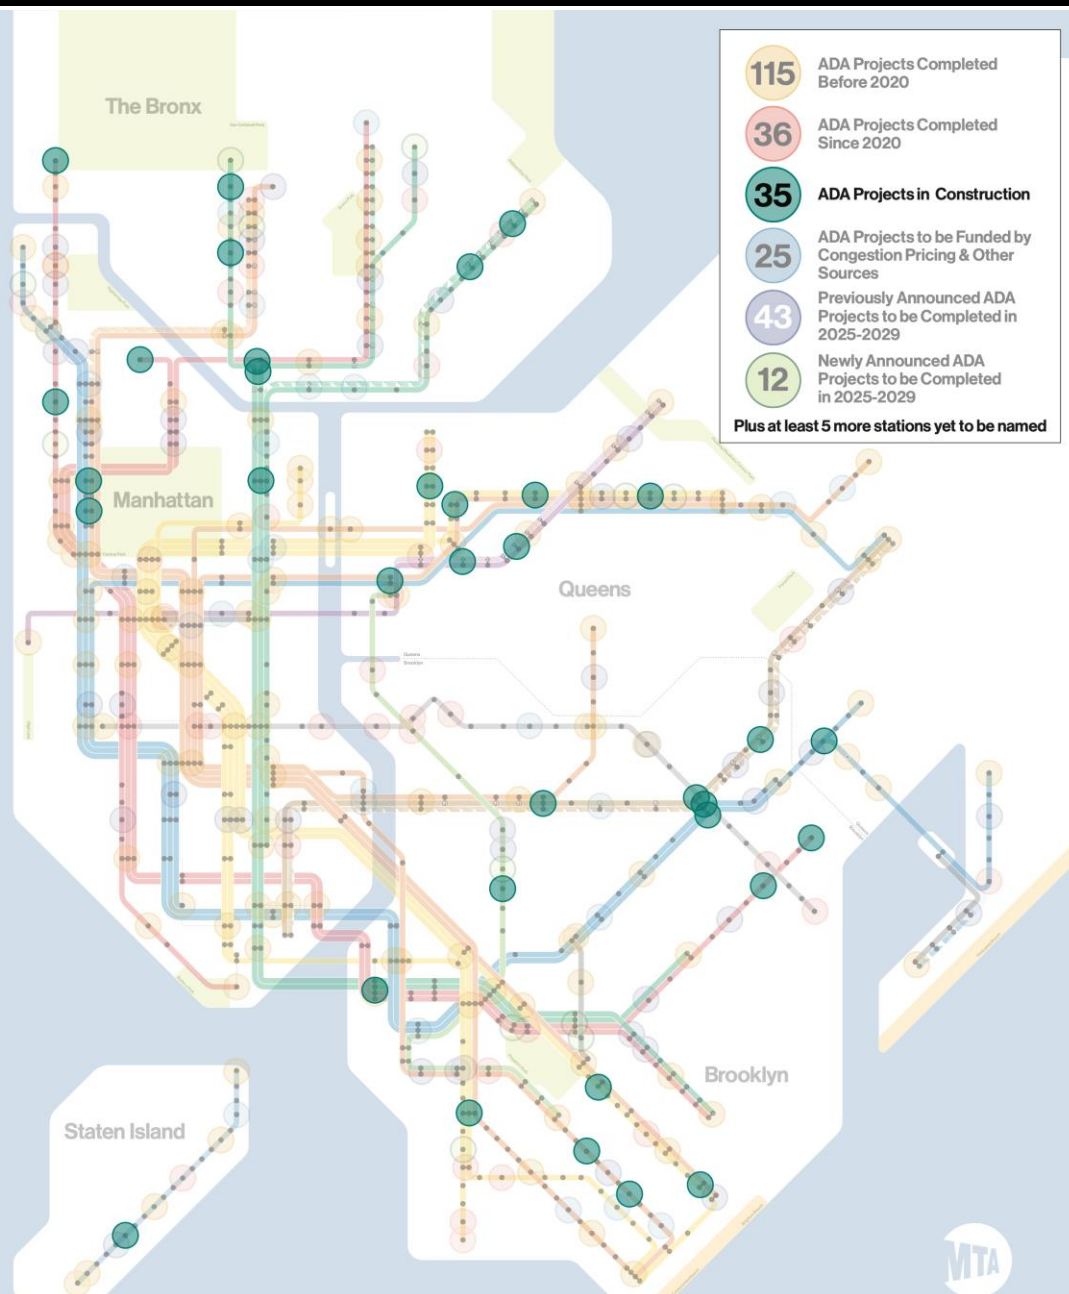 The Bronx
115
ADA Projects Completed
Before 2020
36
ADA Projects Completed
Since 2020
35
ADA Projects in Construction
25
ADA Projects to be Funded by
Congestion Pricing & Other
Sources
43
Previously Announced ADA
Projects to be Completed in
2025-2029
12
Newly Announced ADA
Projects to be Completed
in 2025-2029
Plus at least 5 more stations yet to be named
Manhattan
Queens
Queens
Brooklyn
Brooklyn
Staten Island
MTA